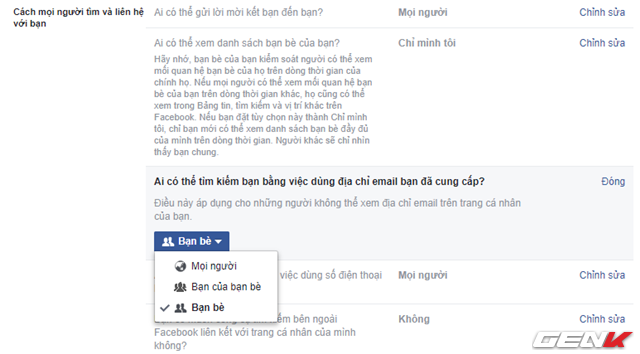 Cách mọi người tìm và liên hệ
với bạn
Ai có thể gửi lời mời kết bạn đến bạn?
Mọi người
Chỉnh sửa
Ai có thể xem danh sách bạn bè của bạn?
Chỉ mình tôi
Chỉnh sửa
Hãy nhớ, bạn bè của bạn kiểm soát người có thể xem
mối quan hệ bạn bè của họ trên dòng thời gian của
chính họ. Nếu mọi người có thể xem mối quan hệ bạn
bè của bạn trên dòng thời gian khác, họ cũng có thể
xem trong Bảng tin, tìm kiếm và vị trí khác trên
Facebook. Nếu bạn đặt tùy chọn này thành Chỉ mình
tôi, chỉ bạn mới có thể xem danh sách bạn bè đầy đủ
của mình trên dòng thời gian. Người khác sẽ chỉ nhìn
thấy bạn chung.
Ai có thể tìm kiếm bạn bằng việc dùng địa chỉ email bạn đã cung cấp?
Đóng
Điều này áp dụng cho những người không thể xem địa chỉ email trên trang cá nhân
của bạn.
Bạn bè
Mọi người
Bạn của bạn bè
Bạn bè
việc dùng số điện thoại
Mọi người
Chỉnh sửa
kiếm bên ngoài
Không
Chỉnh sửa
Facebook liên kết với trang cá nhân của mình
không?
GENK